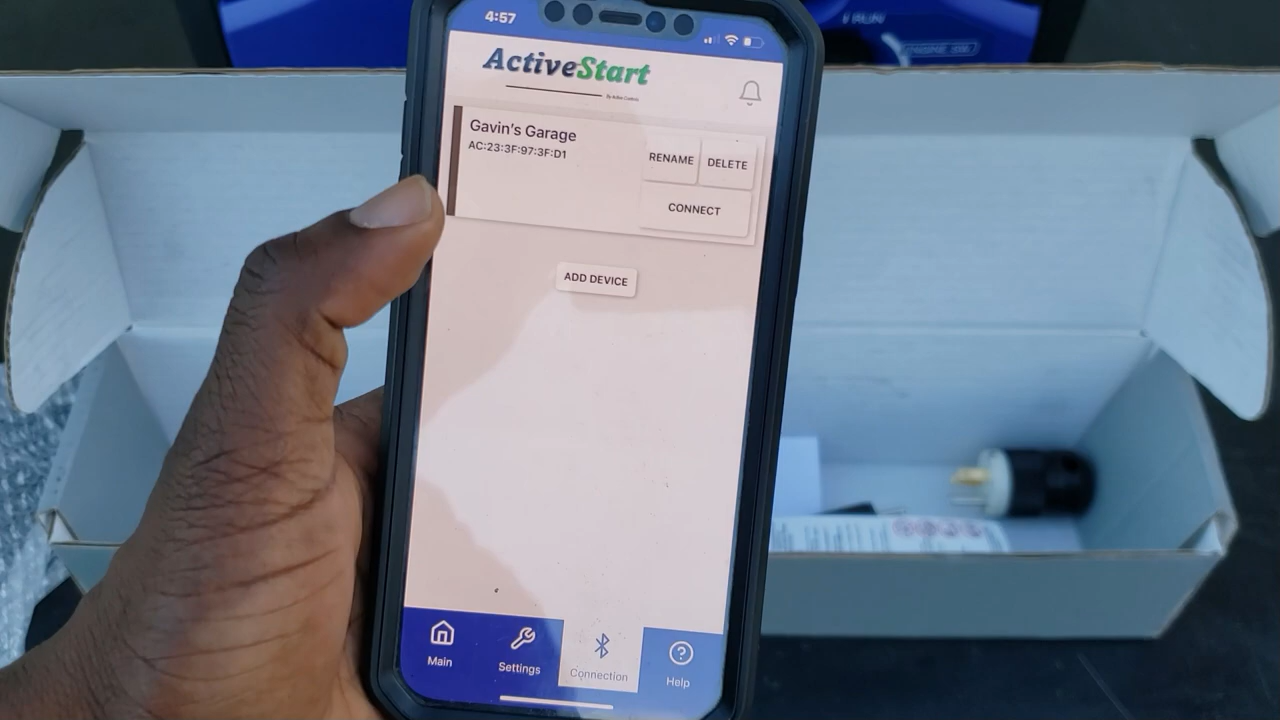 4:57
ActiveStart
Gavin's Garage
AC:23:3F:97:3F:D1
RENAME
DELETE
CONNECT
ADD DEVICE
Main
Settings
Connection
Help